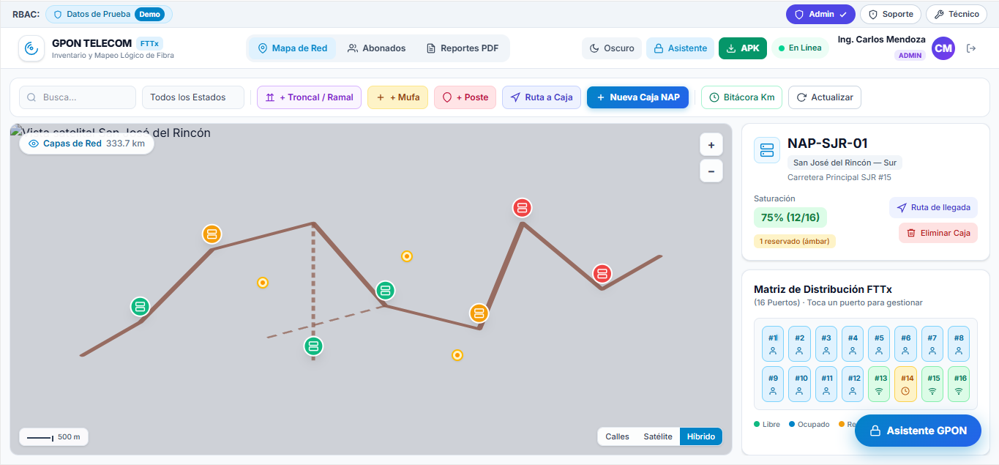 RBAC: Datos de Prueba Demo Admin Soporte Técnico
GPON TELECOM FTTx
Inventario y Mapeo Lógico de Fibra
Mapa de Red Abonados Reportes PDF
Oscuro Asistente APK En Línea
Ing. Carlos Mendoza
ADMIN
CM
Busca... Todos los Estados + Troncal / Ramal + + Mufa + Poste Ruta a Caja + Nueva Caja NAP Bitácora Km Actualizar
Vista satelital San José del Rincón
Capas de Red 333.7 km
+
−
500 m
Calles Satélite Híbrido
NAP-SJR-01
San José del Rincón — Sur
Carretera Principal SJR #15
Saturación
75% (12/16)
1 reservado (ámbar)
Ruta de llegada
Eliminar Caja
Matriz de Distribución FTTx
(16 Puertos) · Toca un puerto para gestionar
#1 #2 #3 #4 #5 #6 #7 #8
#9 #10 #11 #12 #13 #14 #15 #16
Libre Ocupado Re
Asistente GPON